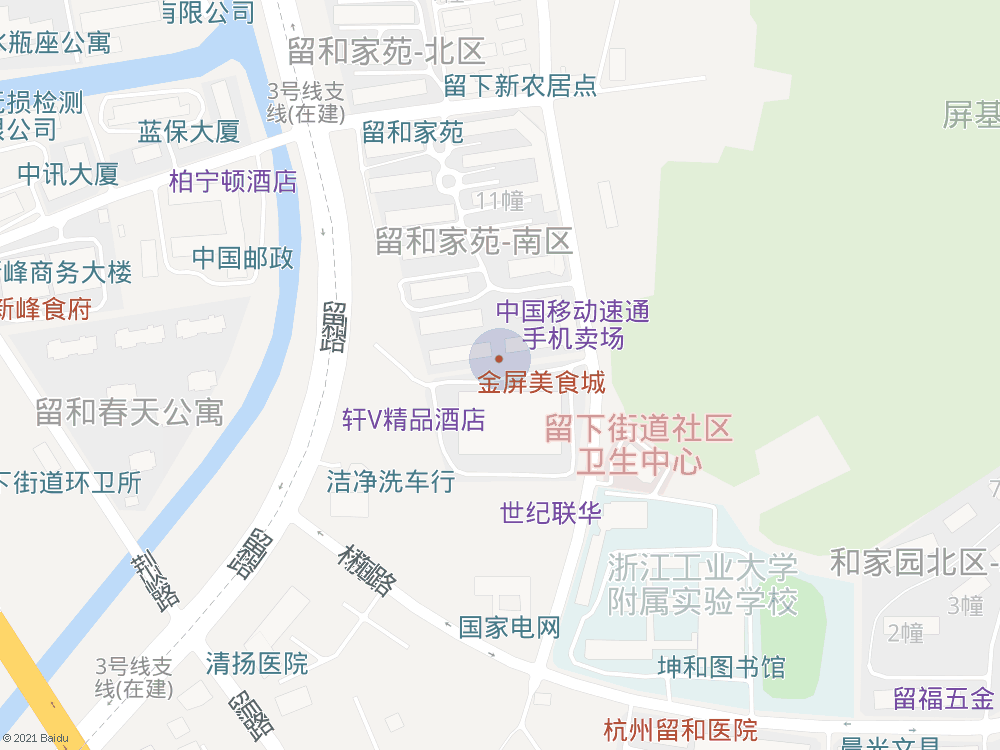 有限公司
水瓶座公寓
留和家苑-北区
3号线支
线(在建)
留下新农居点
无损检测
限公司
蓝保大厦
留和家苑
屏基
中讯大厦
柏宁顿酒店
11幢
留和家苑-南区
中国邮政
新峰商务大楼
新峰食府
中国移动速通
手机卖场
金屏美食城
留和春天公寓
轩V精品酒店
留下街道社区
卫生中心
下街道环卫所
洁净洗车行
世纪联华
7
浙江工业大学
附属实验学校
和家园北区-
3幢
2幢
荆山路
国家电网
3号线支
线(在建)
清扬医院
坤和图书馆
留福五金
杭州留和医院
晨光文具
© 2021 Baidu